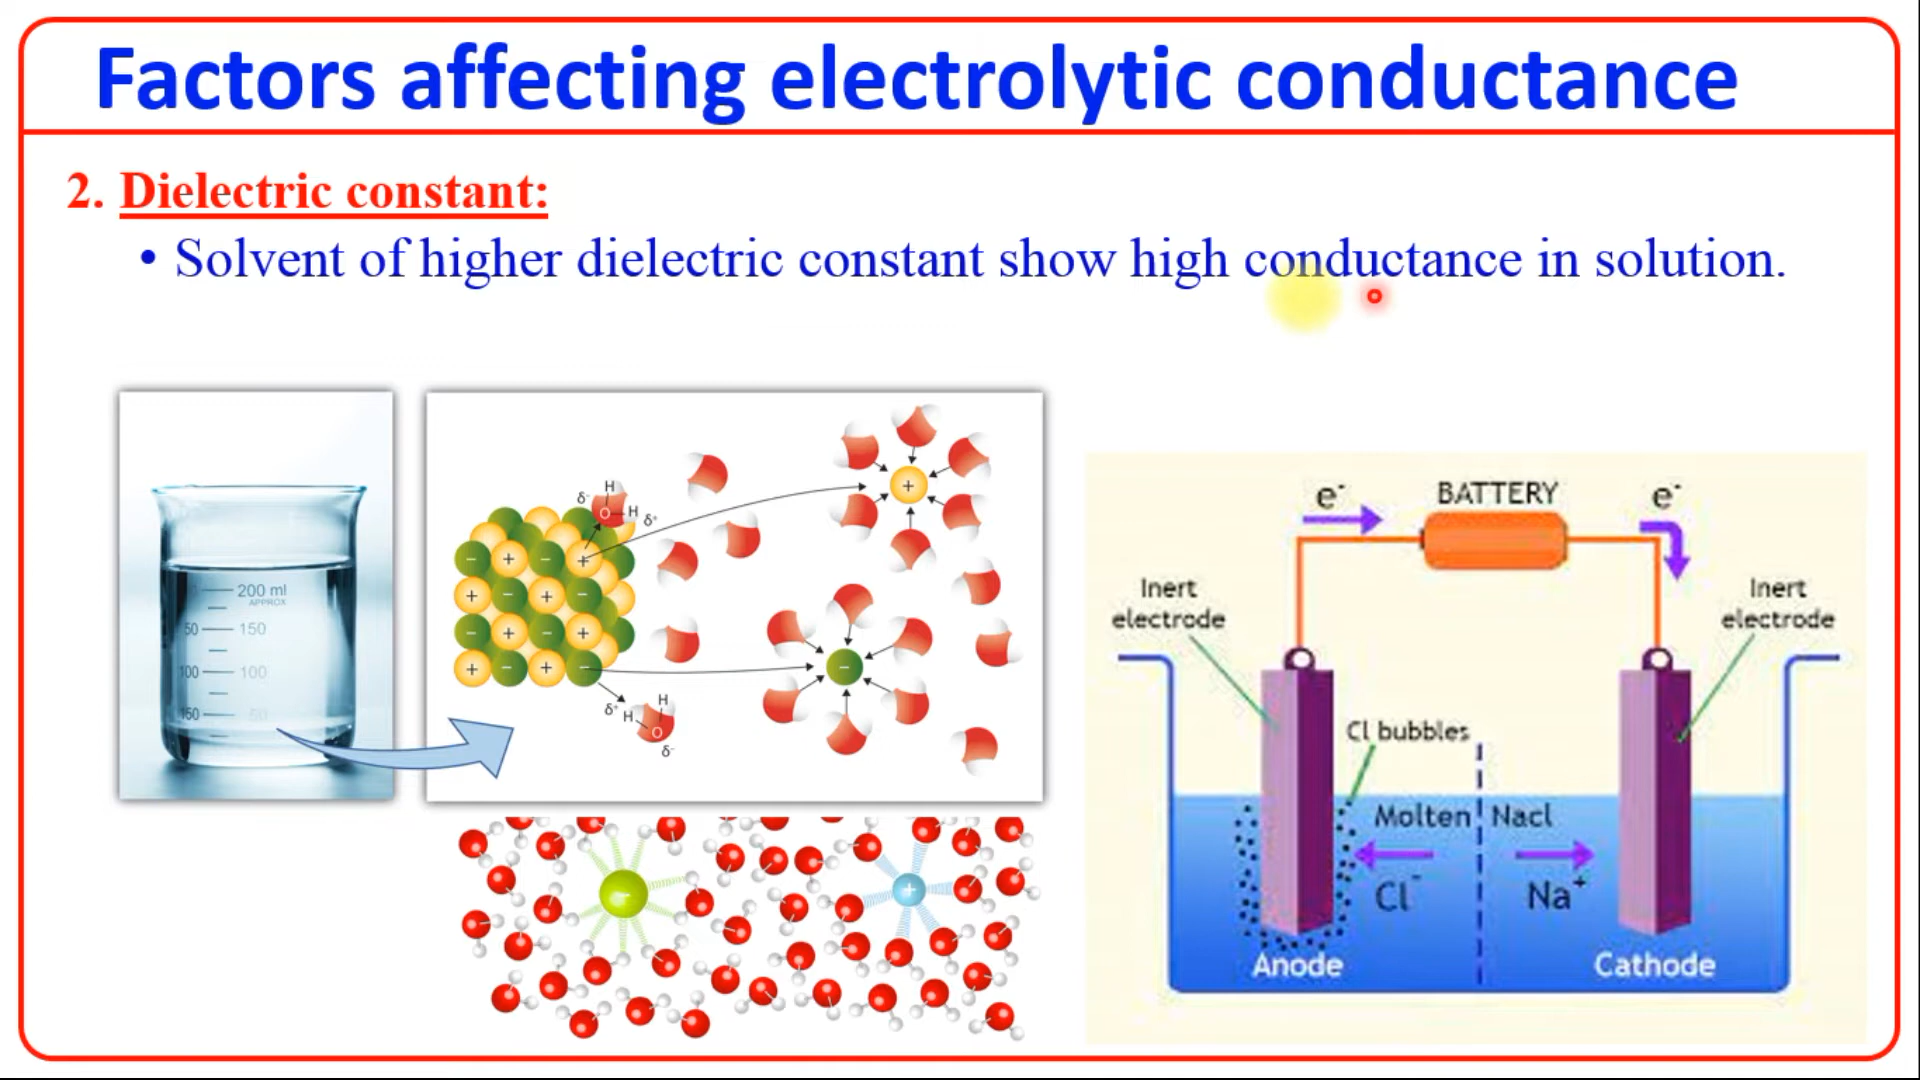 Factors affecting electrolytic conductance
2. Dielectric constant:
• Solvent of higher dielectric constant show high conductance in solution.
200 ml
APPROX
50 150
100 100
150 50
H
δ-
O H
δ+
+
- + - +
+ - + -
- + - +
+ - + -
-
δ+
H
H
O
δ-
- +
e-
BATTERY
e-
Inert
electrode
Inert
electrode
Cl bubbles
Molten Nacl
Cl-
Na+
Anode
Cathode